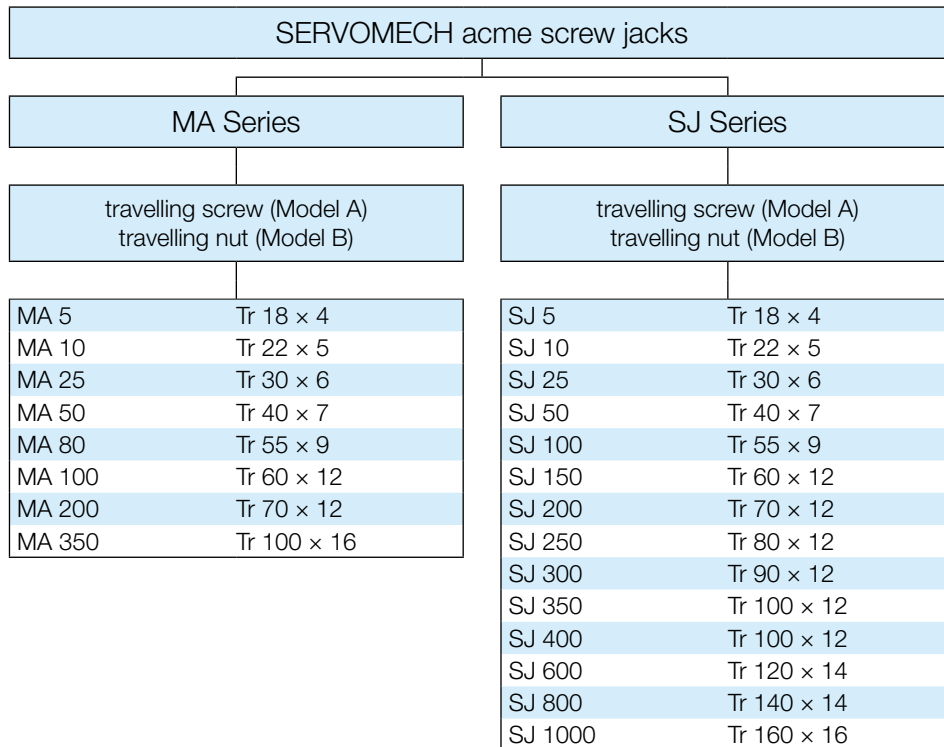 SERVOMECH acme screw jacks
MA Series
travelling screw (Model A)
travelling nut (Model B)
MA 5 Tr 18 × 4
MA 10 Tr 22 × 5
MA 25 Tr 30 × 6
MA 50 Tr 40 × 7
MA 80 Tr 55 × 9
MA 100 Tr 60 × 12
MA 200 Tr 70 × 12
MA 350 Tr 100 × 16
SJ Series
travelling screw (Model A)
travelling nut (Model B)
SJ 5 Tr 18 × 4
SJ 10 Tr 22 × 5
SJ 25 Tr 30 × 6
SJ 50 Tr 40 × 7
SJ 100 Tr 55 × 9
SJ 150 Tr 60 × 12
SJ 200 Tr 70 × 12
SJ 250 Tr 80 × 12
SJ 300 Tr 90 × 12
SJ 350 Tr 100 × 12
SJ 400 Tr 100 × 12
SJ 600 Tr 120 × 14
SJ 800 Tr 140 × 14
SJ 1000 Tr 160 × 16